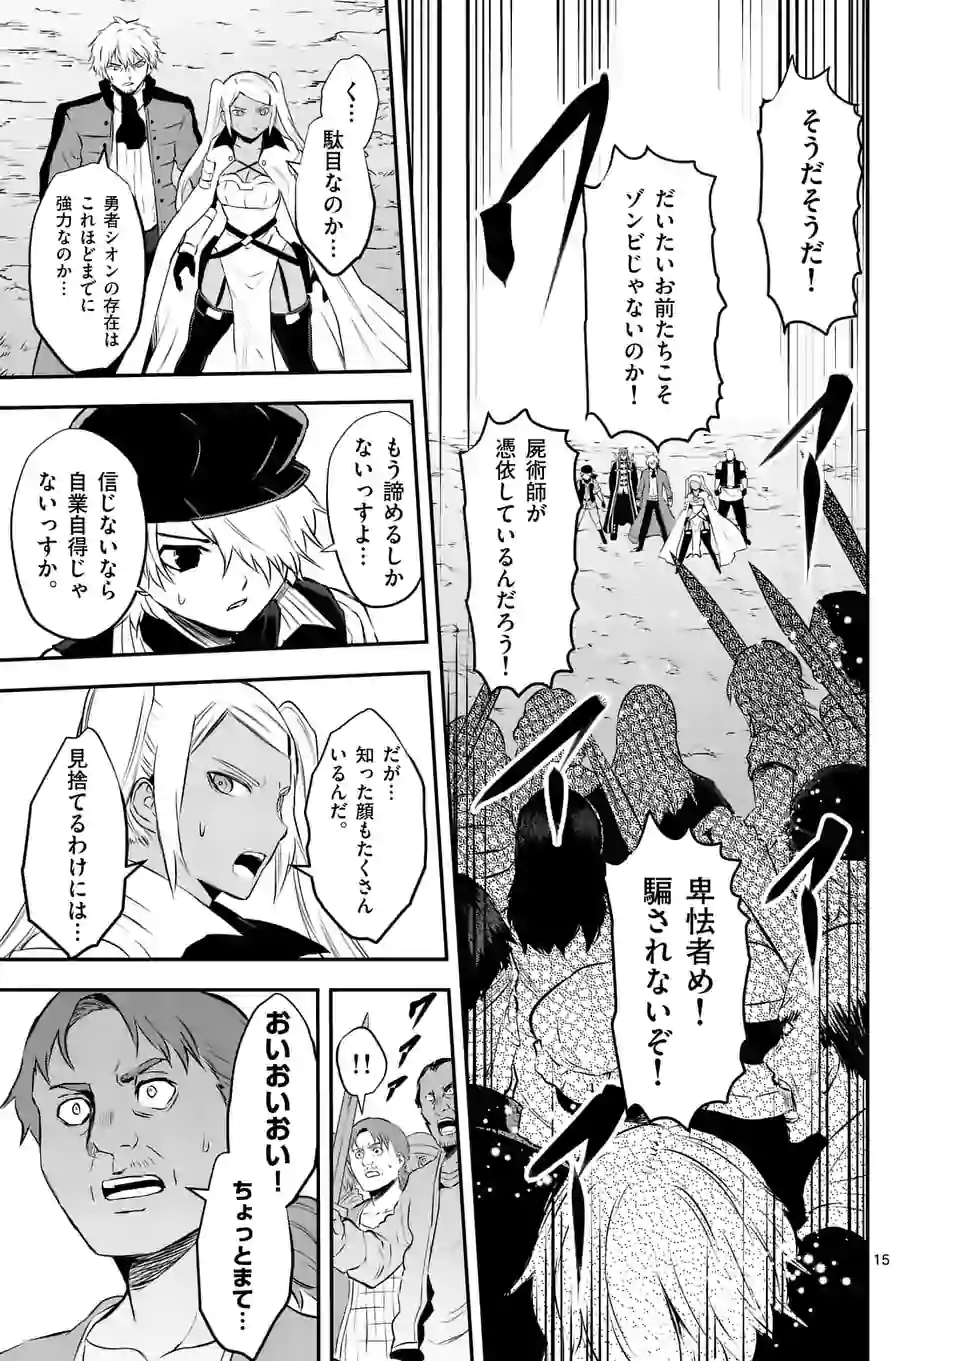 そうだそうだ！
だいたいお前たちこそ
ゾンビじゃないのか！
屍術師が
憑依しているんだろう！
卑怯者め！
騙されないぞ！
く…
駄目なのか…
勇者シオンの存在は
これほどまでに
強力なのか…
もう諦めるしか
ないっすよ…
信じないなら
自業自得じゃ
ないっすか。
だが…
知った顔もたくさん
いるんだ。
見捨てるわけには…
！！
おいおいおい！
ちょっとまて…
15